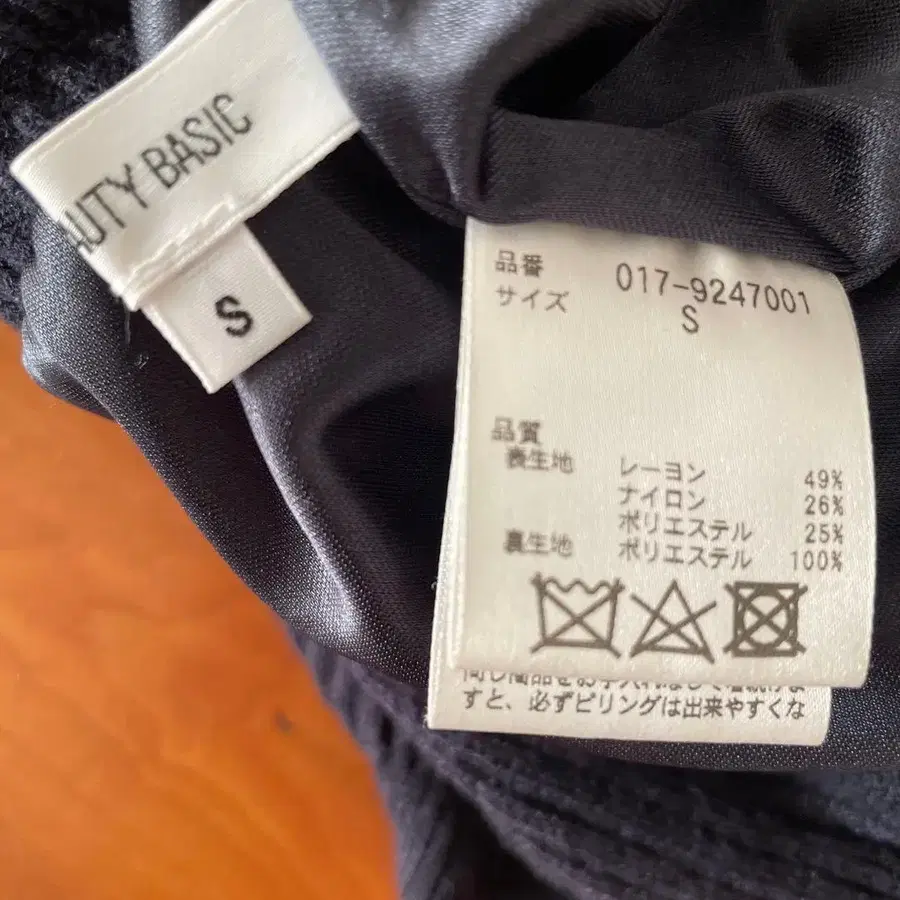 AUTY BASIC
S
品番 017-9247001
サイズ S
品質
表生地 レーヨン 49%
ナイロン 26%
ポリエステル 25%
裏生地 ポリエステル 100%
すと、必ずピリングは出来やすくな